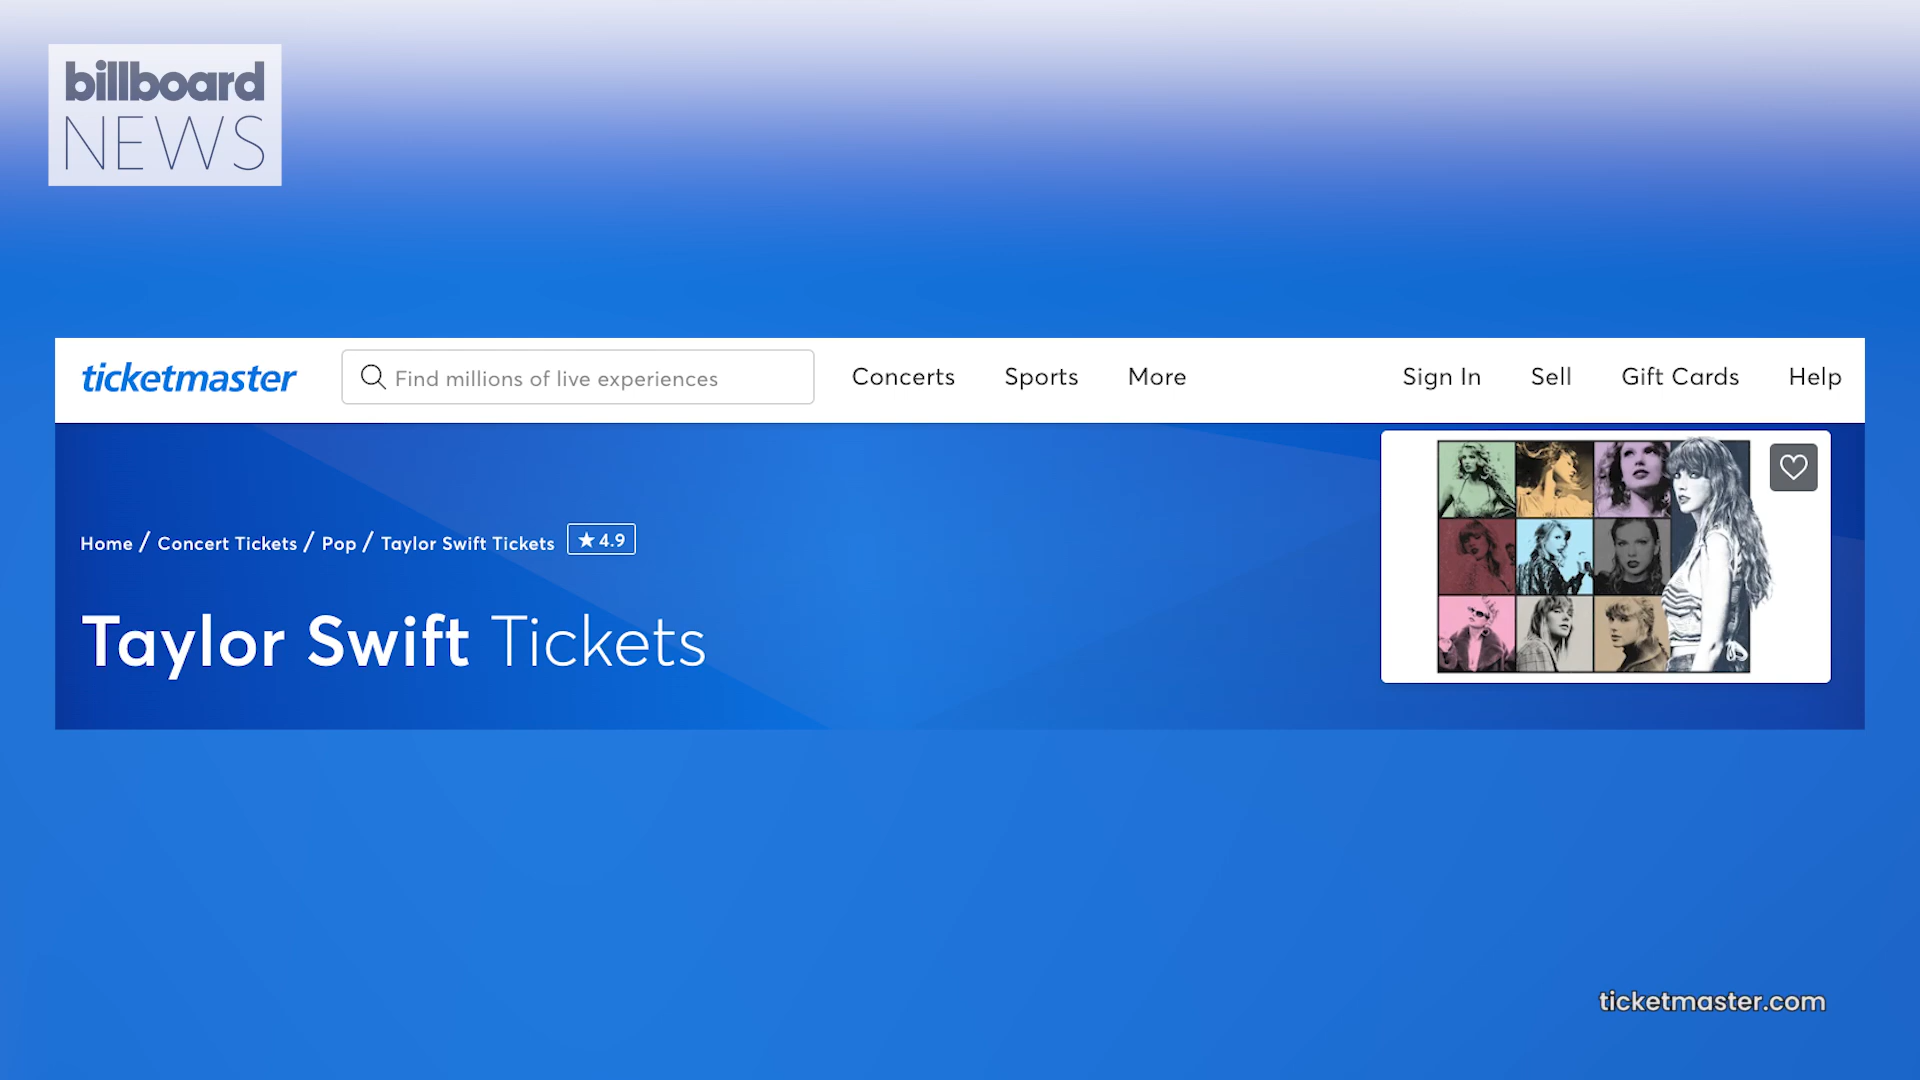 billboard
NEWS
ticketmaster
Find millions of live experiences
Concerts
Sports
More
Sign In
Sell
Gift Cards
Help
Home / Concert Tickets / Pop / Taylor Swift Tickets ★ 4.9
Taylor Swift Tickets
ticketmaster.com